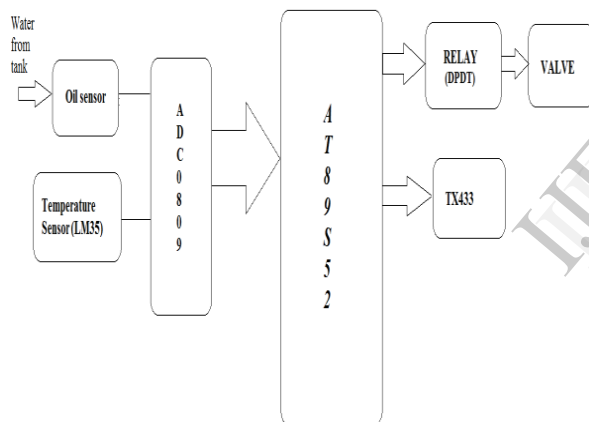 Water
from
tank
Oil sensor
Temperature
Sensor(LM35)
A
D
C
0
8
0
9
A
T
8
9
S
5
2
RELAY
(DPDT)
VALVE
TX433